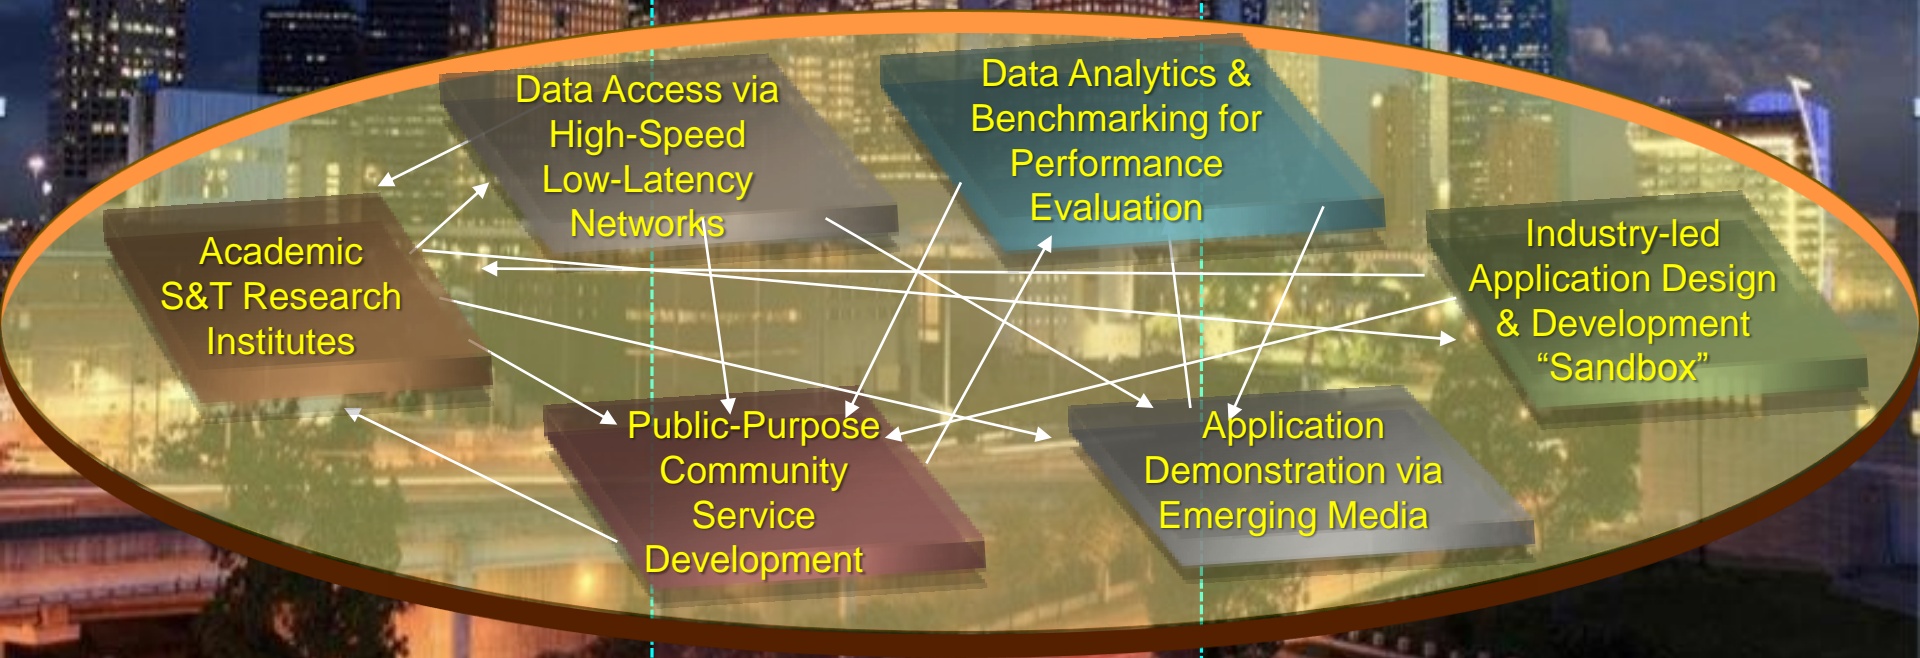 Data Access via
High-Speed
Low-Latency
Networks
Data Analytics &
Benchmarking for
Performance
Evaluation
Academic
S&T Research
Institutes
Industry-led
Application Design
& Development
“Sandbox”
Public-Purpose
Community
Service
Development
Application
Demonstration via
Emerging Media